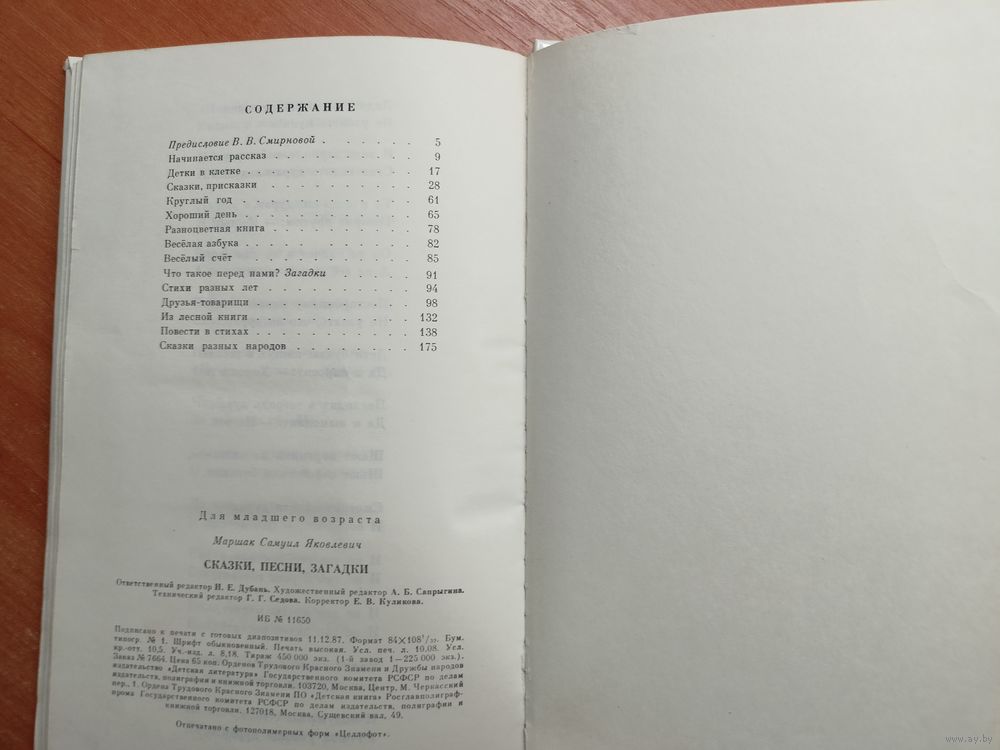 СОДЕРЖАНИЕ
Предисловие В. В. Смирновой . . . . . . 5
Начинается рассказ . . . . . . . . . . 9
Детки в клетке . . . . . . . . . . . . 17
Сказки, присказки . . . . . . . . . . 28
Круглый год . . . . . . . . . . . . 61
Хороший день . . . . . . . . . . . . 65
Разноцветная книга . . . . . . . . . . 78
Весёлая азбука . . . . . . . . . . . . 82
Весёлый счёт . . . . . . . . . . . . 85
Что такое перед нами? Загадки . . . . . 91
Стихи разных лет . . . . . . . . . . . 94
Друзья-товарищи . . . . . . . . . . . 98
Из лесной книги . . . . . . . . . . . 132
Повести в стихах . . . . . . . . . . . 138
Сказки разных народов . . . . . . . . 175
Для младшего возраста
Маршак Самуил Яковлевич
СКАЗКИ, ПЕСНИ, ЗАГАДКИ
Ответственный редактор И. Е. Дубань. Художественный редактор А. Б. Сапрыгина.
Технический редактор Г. Г. Седова. Корректор Е. В. Куликова.
ИБ № 11650
Подписано к печати с готовых диапозитивов 11.12.87. Формат 84×108¹/₃₂. Бум.
типогр. № 1. Шрифт обыкновенный. Печать высокая. Усл. печ. л. 10,08. Усл.
кр.-отт. 10,5. Уч.-изд. л. 8,18. Тираж 450 000 экз. (1-й завод 1—225 000 экз.).
Заказ № 7664. Цена 65 коп. Орденов Трудового Красного Знамени и Дружбы народов
издательство «Детская литература» Государственного комитета РСФСР по делам
издательств, полиграфии и книжной торговли. 103720, Москва, Центр, М. Черкасский
пер., 1. Ордена Трудового Красного Знамени ПО «Детская книга» Росглавполиграф-
прома Государственного комитета РСФСР по делам издательств, полиграфии и
книжной торговли. 127018, Москва, Сущевский вал, 49.
Отпечатано с фотополимерных форм «Целлофот».
www.ay.by